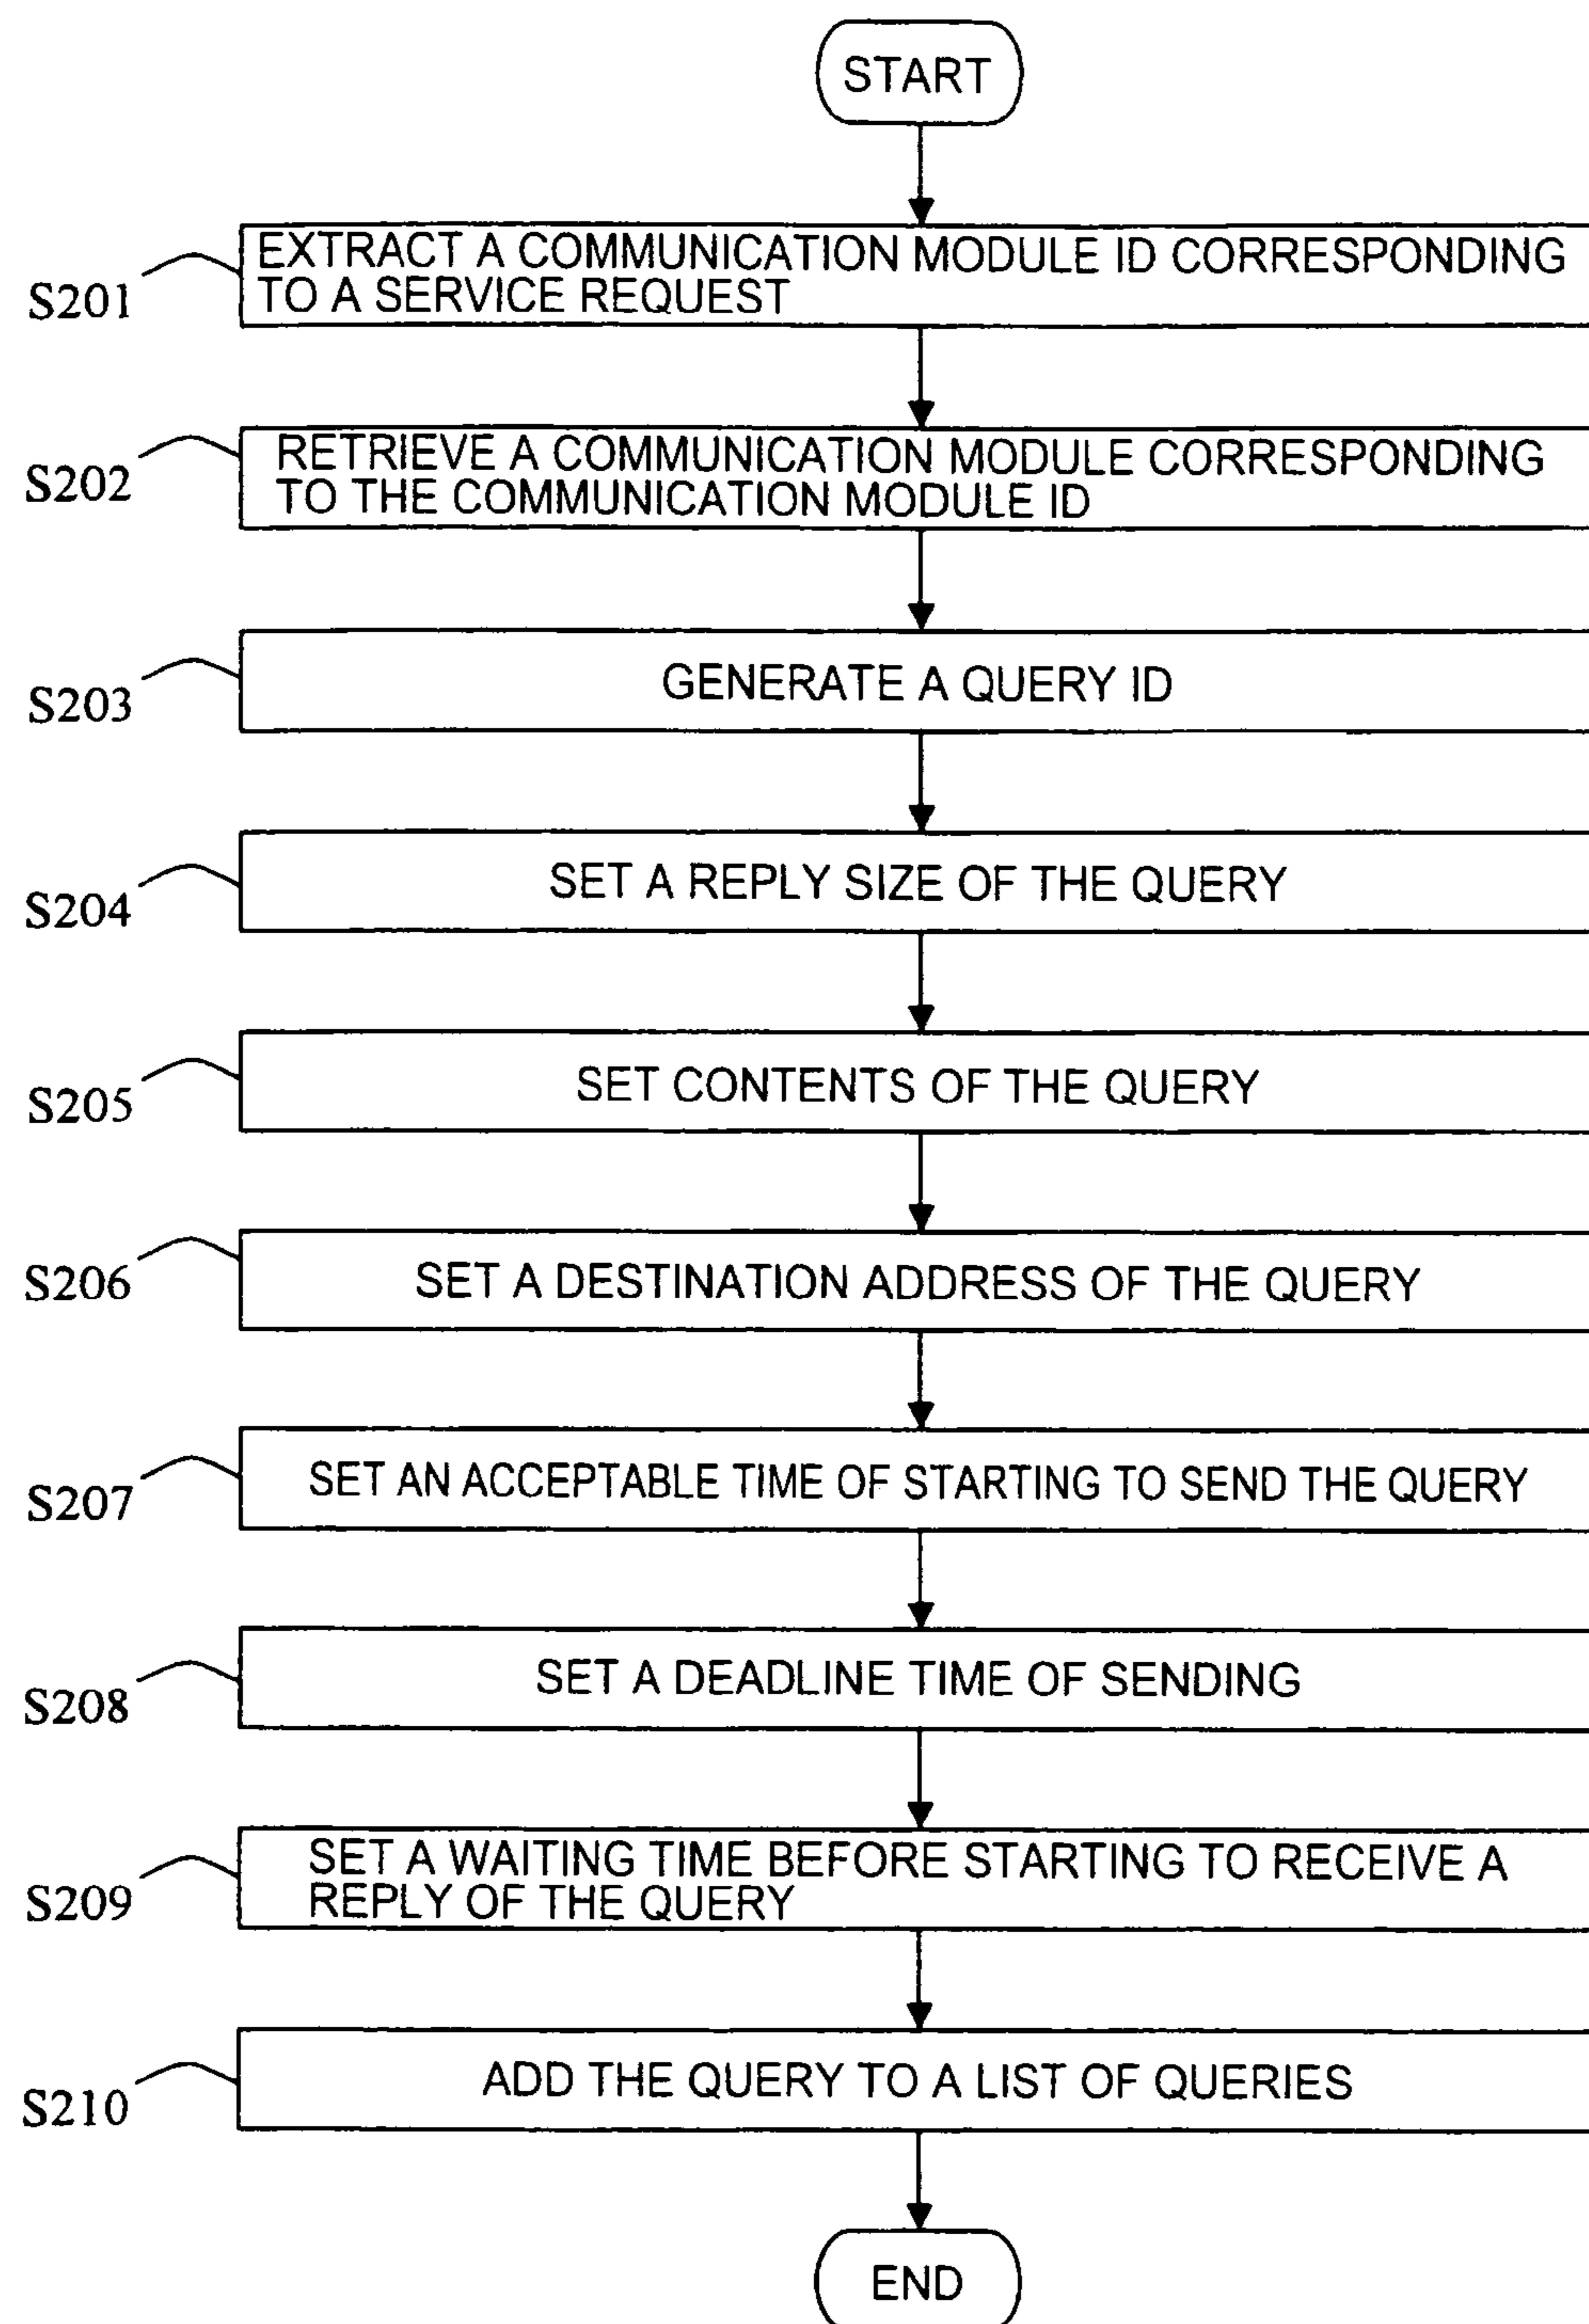 START
S201
EXTRACT A COMMUNICATION MODULE ID CORRESPONDING
TO A SERVICE REQUEST
S202
RETRIEVE A COMMUNICATION MODULE CORRESPONDING
TO THE COMMUNICATION MODULE ID
S203
GENERATE A QUERY ID
S204
SET A REPLY SIZE OF THE QUERY
S205
SET CONTENTS OF THE QUERY
S206
SET A DESTINATION ADDRESS OF THE QUERY
S207
SET AN ACCEPTABLE TIME OF STARTING TO SEND THE QUERY
S208
SET A DEADLINE TIME OF SENDING
S209
SET A WAITING TIME BEFORE STARTING TO RECEIVE A
REPLY OF THE QUERY
S210
ADD THE QUERY TO A LIST OF QUERIES
END